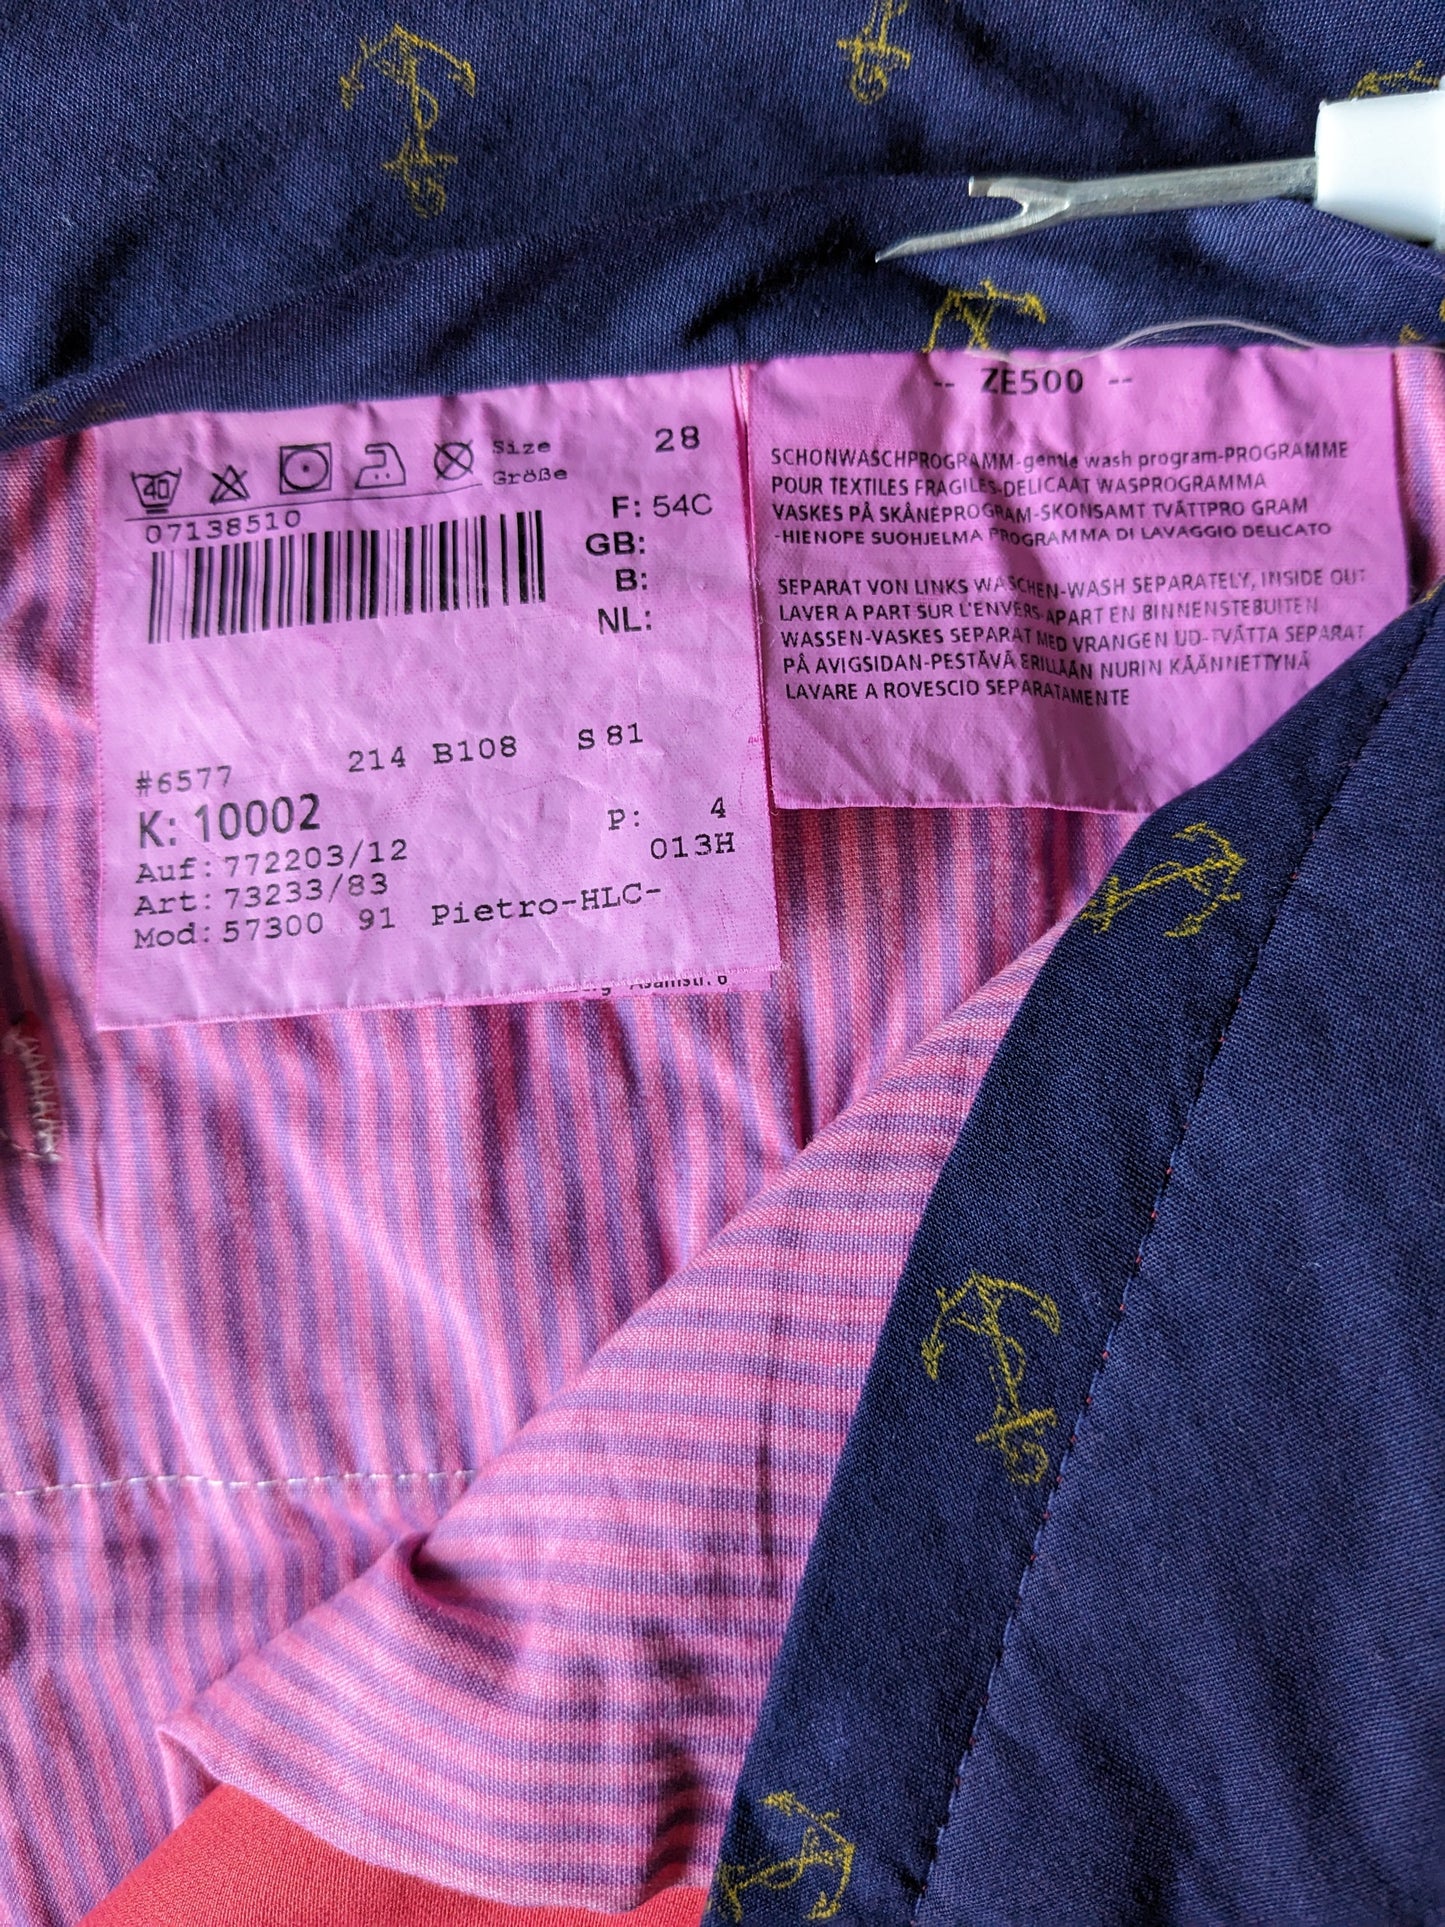 40
Size 28
Größe
07138510
F: 54C
GB:
B:
NL:
#6577 214 B108 S 81
K: 10002 P: 4
013H
Auf: 772203/12
Art: 73233/83
Mod: 57300 91 Pietro-HLC-
Asamstr. 6
-- ZE500 --
SCHONWASCHPROGRAMM-gentle wash program-PROGRAMME
POUR TEXTILES FRAGILES-DELICAAT WASPROGRAMMA
VASKES PÅ SKÅNEPROGRAM-SKONSAMT TVÄTTPRO GRAM
-HIENOPE SUOHJELMA PROGRAMMA DI LAVAGGIO DELICATO
SEPARAT VON LINKS WASCHEN-WASH SEPARATELY, INSIDE OUT
LAVER A PART SUR L'ENVERS-APART EN BINNENSTEBUITEN
WASSEN-VASKES SEPARAT MED VRANGEN UD-TVÄTTA SEPARAT
PÅ AVIGSIDAN-PESTÄVÄ ERILLÄÄN NURIN KÄÄNNETTYNÄ
LAVARE A ROVESCIO SEPARATAMENTE